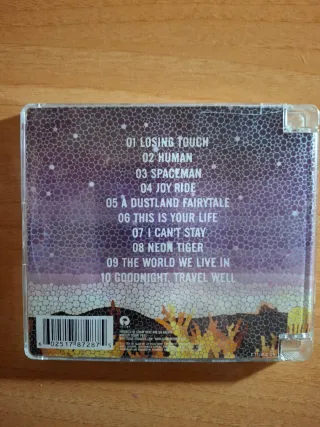 01 LOSING TOUCH
02 HUMAN
03 SPACEMAN
04 JOY RIDE
05 A DUSTLAND FAIRYTALE
06 THIS IS YOUR LIFE
07 I CAN'T STAY
08 NEON TIGER
09 THE WORLD WE LIVE IN
10 GOODNIGHT, TRAVEL WELL